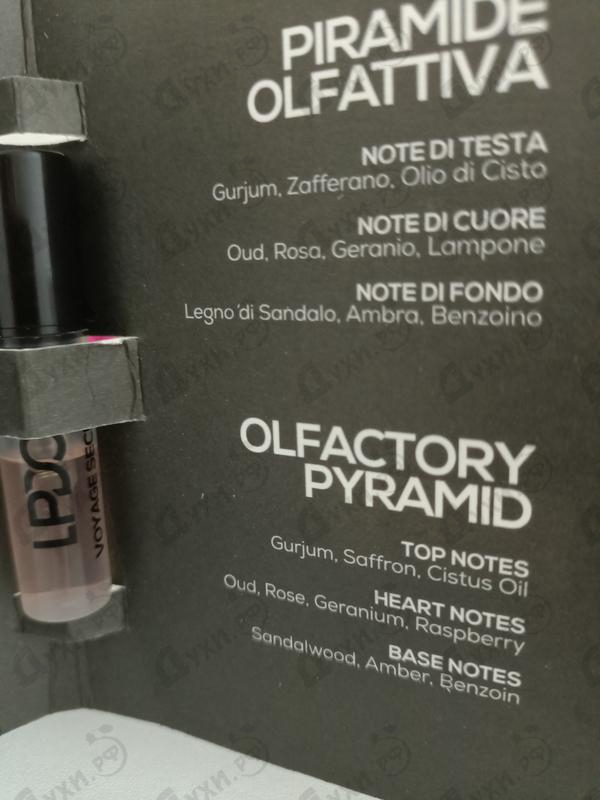 PIRAMIDE
OLFATTIVA
NOTE DI TESTA
Gurjum, Zafferano, Olio di Cisto
NOTE DI CUORE
Oud, Rosa, Geranio, Lampone
NOTE DI FONDO
Legno di Sandalo, Ambra, Benzoino
OLFACTORY
PYRAMID
TOP NOTES
Gurjum, Saffron, Cistus Oil
HEART NOTES
Oud, Rose, Geranium, Raspberry
BASE NOTES
Sandalwood, Amber, Benzoin
LPDO
VOYAGE SEC
Духи.рф